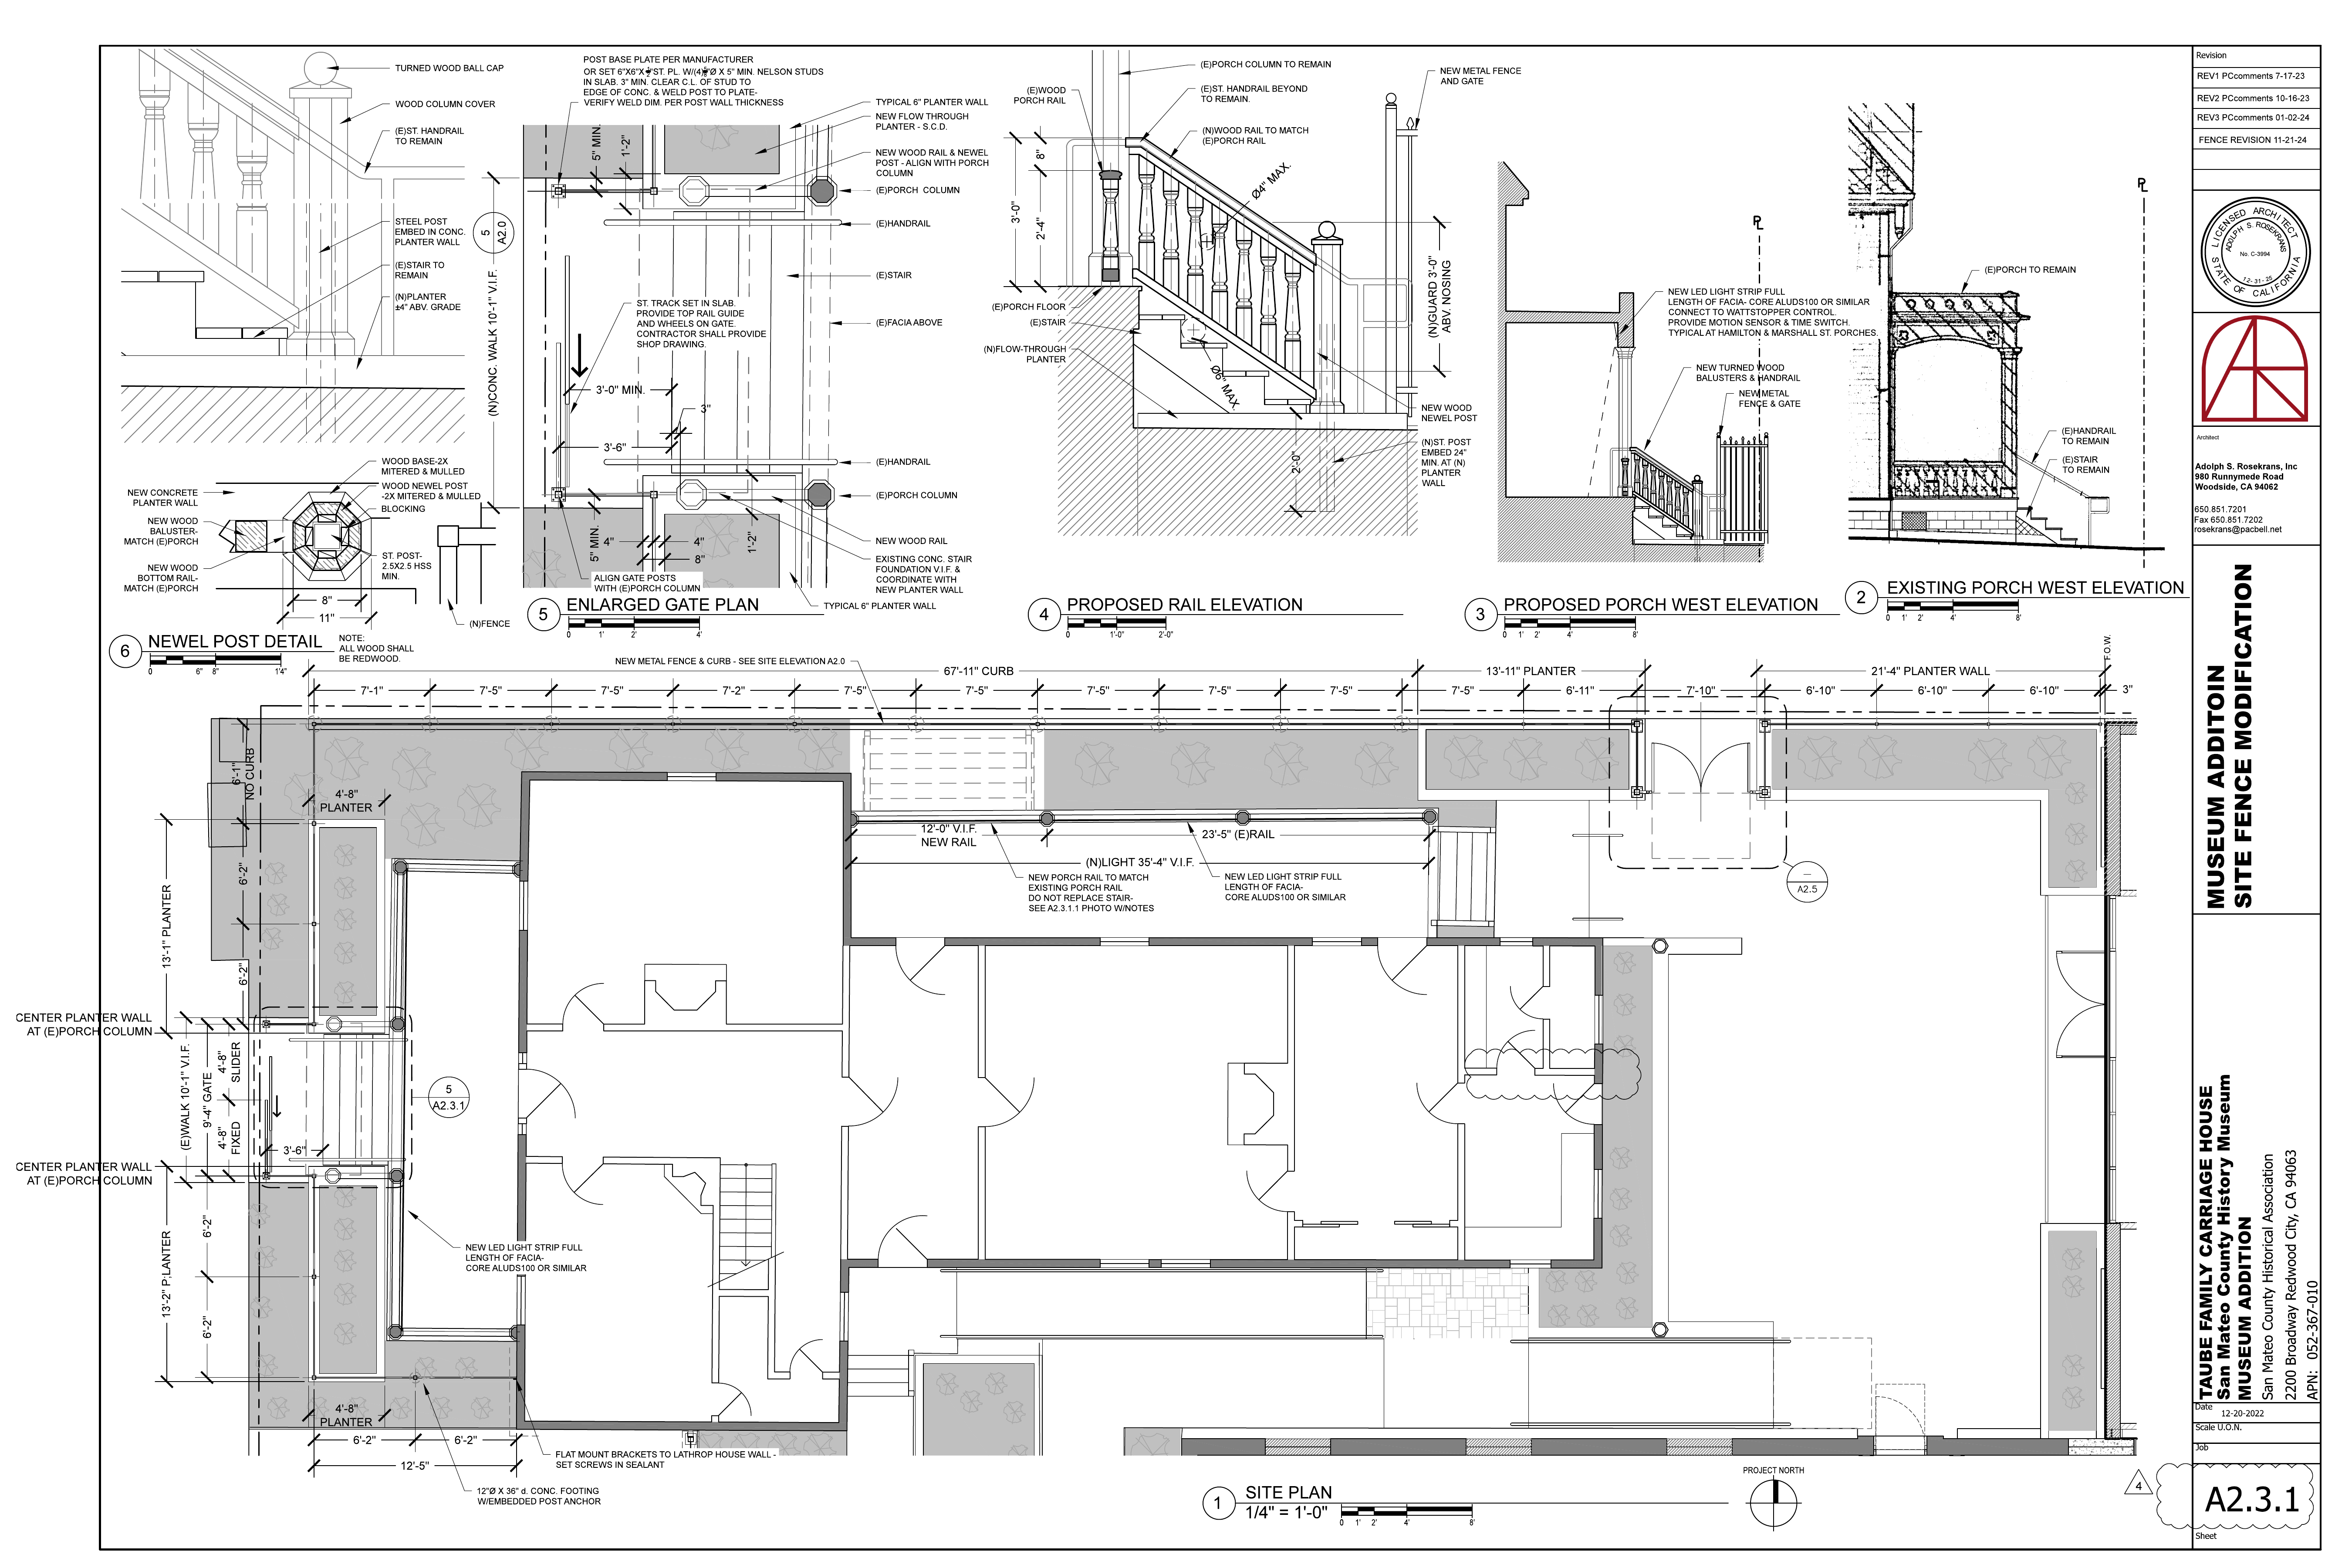 TURNED WOOD BALL CAP
WOOD COLUMN COVER
(E)ST. HANDRAIL
TO REMAIN
STEEL POST
EMBED IN CONC.
PLANTER WALL
(E)STAIR TO
REMAIN
(N)PLANTER
±4" ABV. GRADE
WOOD BASE-2X
MITERED & MULLED
WOOD NEWEL POST
-2X MITERED & MULLED
BLOCKING
NEW CONCRETE
PLANTER WALL
NEW WOOD
BALUSTER-
MATCH (E)PORCH
NEW WOOD
BOTTOM RAIL-
MATCH (E)PORCH
ST. POST-
2.5X2.5 HSS
MIN.
8"
11"
(N)FENCE
6
NEWEL POST DETAIL
NOTE:
ALL WOOD SHALL
BE REDWOOD.
0 6" 8" 1'4"
POST BASE PLATE PER MANUFACTURER
IN SLAB. 3" MIN. CLEAR C.L. OF STUD TO
EDGE OF CONC. & WELD POST TO PLATE-
VERIFY WELD DIM. PER POST WALL THICKNESS
TYPICAL 6" PLANTER WALL
NEW FLOW THROUGH
PLANTER - S.C.D.
NEW WOOD RAIL & NEWEL
POST - ALIGN WITH PORCH
COLUMN
(E)PORCH COLUMN
(E)HANDRAIL
(E)STAIR
(E)FACIA ABOVE
(E)HANDRAIL
(E)PORCH COLUMN
NEW WOOD RAIL
EXISTING CONC. STAIR
FOUNDATION V.I.F. &
COORDINATE WITH
NEW PLANTER WALL
TYPICAL 6" PLANTER WALL
5" MIN.
1'-2"
5
A2.0
(N)CONC. WALK 10'-1" V.I.F.
ST. TRACK SET IN SLAB.
PROVIDE TOP RAIL GUIDE
AND WHEELS ON GATE.
CONTRACTOR SHALL PROVIDE
SHOP DRAWING.
3'-0" MIN.
3"
3'-6"
5" MIN.
4"
4"
8"
1'-2"
ALIGN GATE POSTS
WITH (E)PORCH COLUMN
5
ENLARGED GATE PLAN
0 1' 2' 4'
(E)WOOD
PORCH RAIL
(E)PORCH COLUMN TO REMAIN
(E)ST. HANDRAIL BEYOND
TO REMAIN.
(N)WOOD RAIL TO MATCH
(E)PORCH RAIL
NEW METAL FENCE
AND GATE
3'-0"
8"
2'-4"
Ø4" MAX.
Ø6" MAX.
(N)GUARD 3'-0"
ABV. NOSING
(E)PORCH FLOOR
(E)STAIR
(N)FLOW-THROUGH
PLANTER
2'-0"
NEW WOOD
NEWEL POST
(N)ST. POST
EMBED 24"
MIN. AT (N)
PLANTER
WALL
4
PROPOSED RAIL ELEVATION
0 1'-0" 2'-0"
PL
NEW LED LIGHT STRIP FULL
LENGTH OF FACIA- CORE ALUDS100 OR SIMILAR
CONNECT TO WATTSTOPPER CONTROL.
PROVIDE MOTION SENSOR & TIME SWITCH.
TYPICAL AT HAMILTON & MARSHALL ST. PORCHES.
NEW TURNED WOOD
BALUSTERS & HANDRAIL
NEW METAL
FENCE & GATE
3
PROPOSED PORCH WEST ELEVATION
0 1' 2' 4' 8'
PL
(E)PORCH TO REMAIN
(E)HANDRAIL
TO REMAIN
(E)STAIR
TO REMAIN
2
EXISTING PORCH WEST ELEVATION
0 1' 2' 4' 8'
NEW METAL FENCE & CURB - SEE SITE ELEVATION A2.0
67'-11" CURB
13'-11" PLANTER
21'-4" PLANTER WALL
F.O.W.
7'-1" 7'-5" 7'-5" 7'-2" 7'-5" 7'-5" 7'-5" 7'-5" 7'-5" 7'-5" 6'-11" 7'-10" 6'-10" 6'-10" 6'-10" 3"
6'-1"
NO CURB
4'-8"
PLANTER
13'-1" PLANTER
6'-2"
6'-2"
CENTER PLANTER WALL
AT (E)PORCH COLUMN
(E)WALK 10'-1" V.I.F.
9'-4" GATE
4'-8"
SLIDER
4'-8"
FIXED
3'-6"
CENTER PLANTER WALL
AT (E)PORCH COLUMN
13'-2" P;LANTER
6'-2"
6'-2"
4'-8"
PLANTER
6'-2" 6'-2"
12'-5"
5
A2.3.1
12'-0" V.I.F.
NEW RAIL
23'-5" (E)RAIL
(N)LIGHT 35'-4" V.I.F.
NEW PORCH RAIL TO MATCH
EXISTING PORCH RAIL
DO NOT REPLACE STAIR-
SEE A2.3.1.1 PHOTO W/NOTES
NEW LED LIGHT STRIP FULL
LENGTH OF FACIA-
CORE ALUDS100 OR SIMILAR
A2.5
NEW LED LIGHT STRIP FULL
LENGTH OF FACIA-
CORE ALUDS100 OR SIMILAR
FLAT MOUNT BRACKETS TO LATHROP HOUSE WALL -
SET SCREWS IN SEALANT
12"Ø X 36" d. CONC. FOOTING
W/EMBEDDED POST ANCHOR
1
SITE PLAN
1/4" = 1'-0"
0 1' 2' 4' 8'
PROJECT NORTH
4
Revision
REV1 PCcomments 7-17-23
REV2 PCcomments 10-16-23
REV3 PCcomments 01-02-24
FENCE REVISION 11-21-24
LICENSED ARCHITECT
ADOLPH S. ROSEKRANS
No. C-3994
12-31-25
STATE OF CALIFORNIA
Architect
Adolph S. Rosekrans, Inc
980 Runnymede Road
Woodside, CA 94062
650.851.7201
Fax 650.851.7202
rosekrans@pacbell.net
MUSEUM ADDITOIN
SITE FENCE MODIFICATION
TAUBE FAMILY CARRIAGE HOUSE
San Mateo County History Museum
MUSEUM ADDITION
San Mateo County Historical Association
2200 Broadway Redwood City, CA 94063
APN: 052-367-010
Date
12-20-2022
Scale U.O.N.
Job
A2.3.1
Sheet